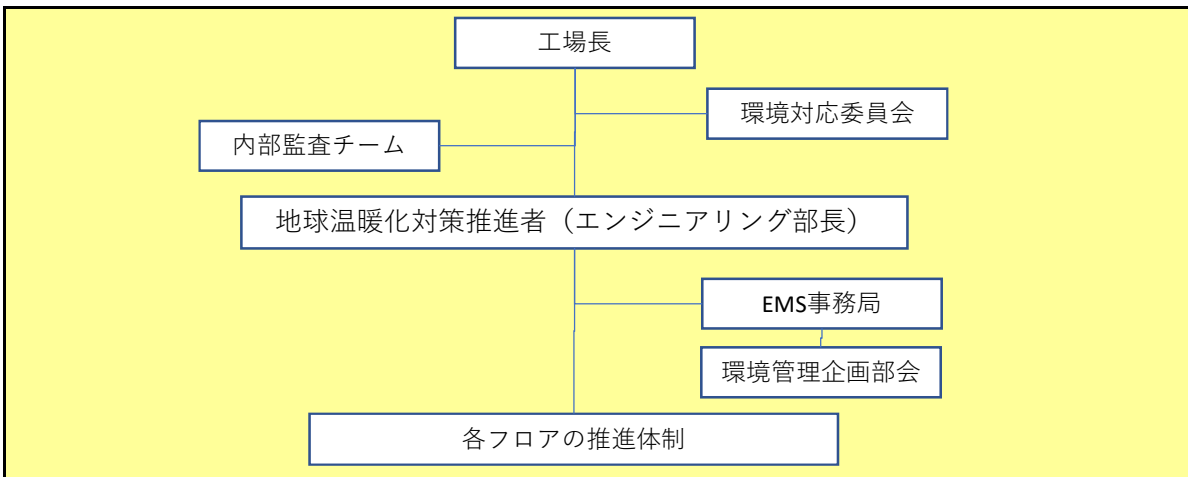 工場長
環境対応委員会
内部監査チーム
地球温暖化対策推進者（エンジニアリング部長）
EMS事務局
環境管理企画部会
各フロアの推進体制